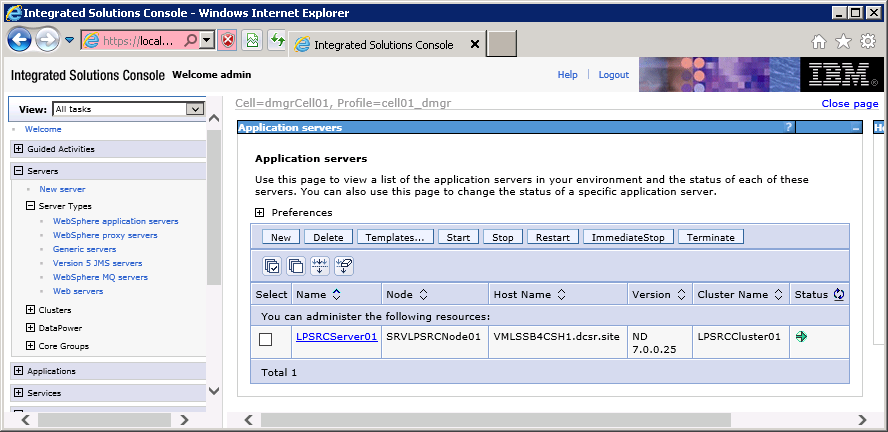 Integrated Solutions Console - Windows Internet Explorer
https://local...
Integrated Solutions Console
Integrated Solutions Console Welcome admin
Help | Logout
IBM
View: All tasks
Welcome
Guided Activities
Servers
New server
Server Types
WebSphere application servers
WebSphere proxy servers
Generic servers
Version 5 JMS servers
WebSphere MQ servers
Web servers
Clusters
DataPower
Core Groups
Applications
Services
Cell=dmgrCell01, Profile=cell01_dmgr
Close page
Application servers
?
Application servers
Use this page to view a list of the application servers in your environment and the status of each of these
servers. You can also use this page to change the status of a specific application server.
Preferences
New Delete Templates... Start Stop Restart ImmediateStop Terminate
Select Name Node Host Name Version Cluster Name Status
You can administer the following resources:
LPSRCServer01 SRVLPSRCNode01 VMLSSB4CSH1.dcsr.site ND LPSRCCluster01
7.0.0.25
Total 1